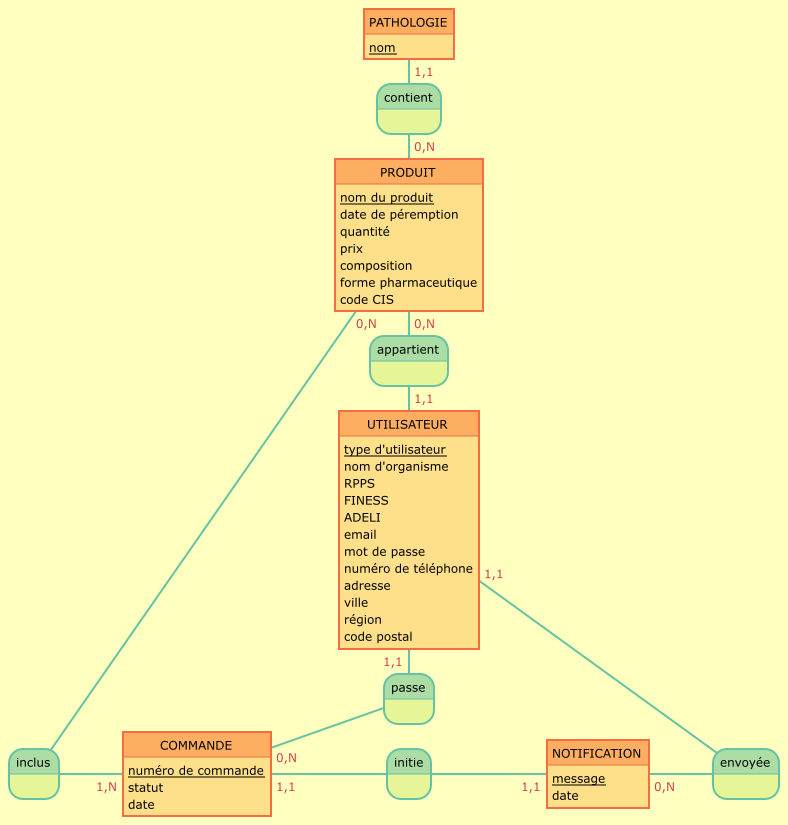 PATHOLOGIE
nom
1,1
contient
0,N
PRODUIT
nom du produit
date de péremption
quantité
prix
composition
forme pharmaceutique
code CIS
0,N
0,N
appartient
1,1
UTILISATEUR
type d'utilisateur
nom d'organisme
RPPS
FINESS
ADELI
email
mot de passe
numéro de téléphone
adresse
ville
région
code postal
1,1
1,1
passe
0,N
inclus
1,N
COMMANDE
numéro de commande
statut
date
1,1
initie
1,1
NOTIFICATION
message
date
0,N
envoyée